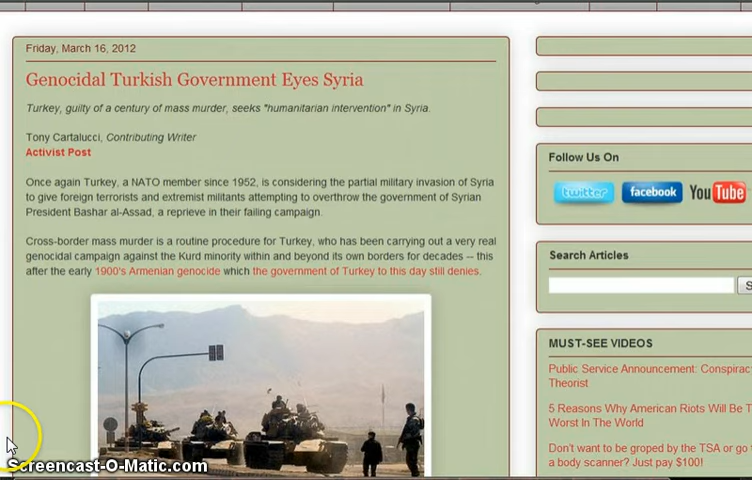 Friday, March 16, 2012
Genocidal Turkish Government Eyes Syria
Turkey, guilty of a century of mass murder, seeks "humanitarian intervention" in Syria.
Tony Cartalucci, Contributing Writer
Activist Post
Once again Turkey, a NATO member since 1952, is considering the partial military invasion of Syria
to give foreign terrorists and extremist militants attempting to overthrow the government of Syrian
President Bashar al-Assad, a reprieve in their failing campaign.
Cross-border mass murder is a routine procedure for Turkey, who has been carrying out a very real
genocidal campaign against the Kurd minority within and beyond its own borders for decades -- this
after the early 1900's Armenian genocide which the government of Turkey to this day still denies.
Follow Us On
twitter facebook YouTube
Search Articles
S
MUST-SEE VIDEOS
Public Service Announcement: Conspirac
Theorist
5 Reasons Why American Riots Will Be T
Worst In The World
Don't want to be groped by the TSA or go
a body scanner? Just pay $100!
Screencast-O-Matic.com